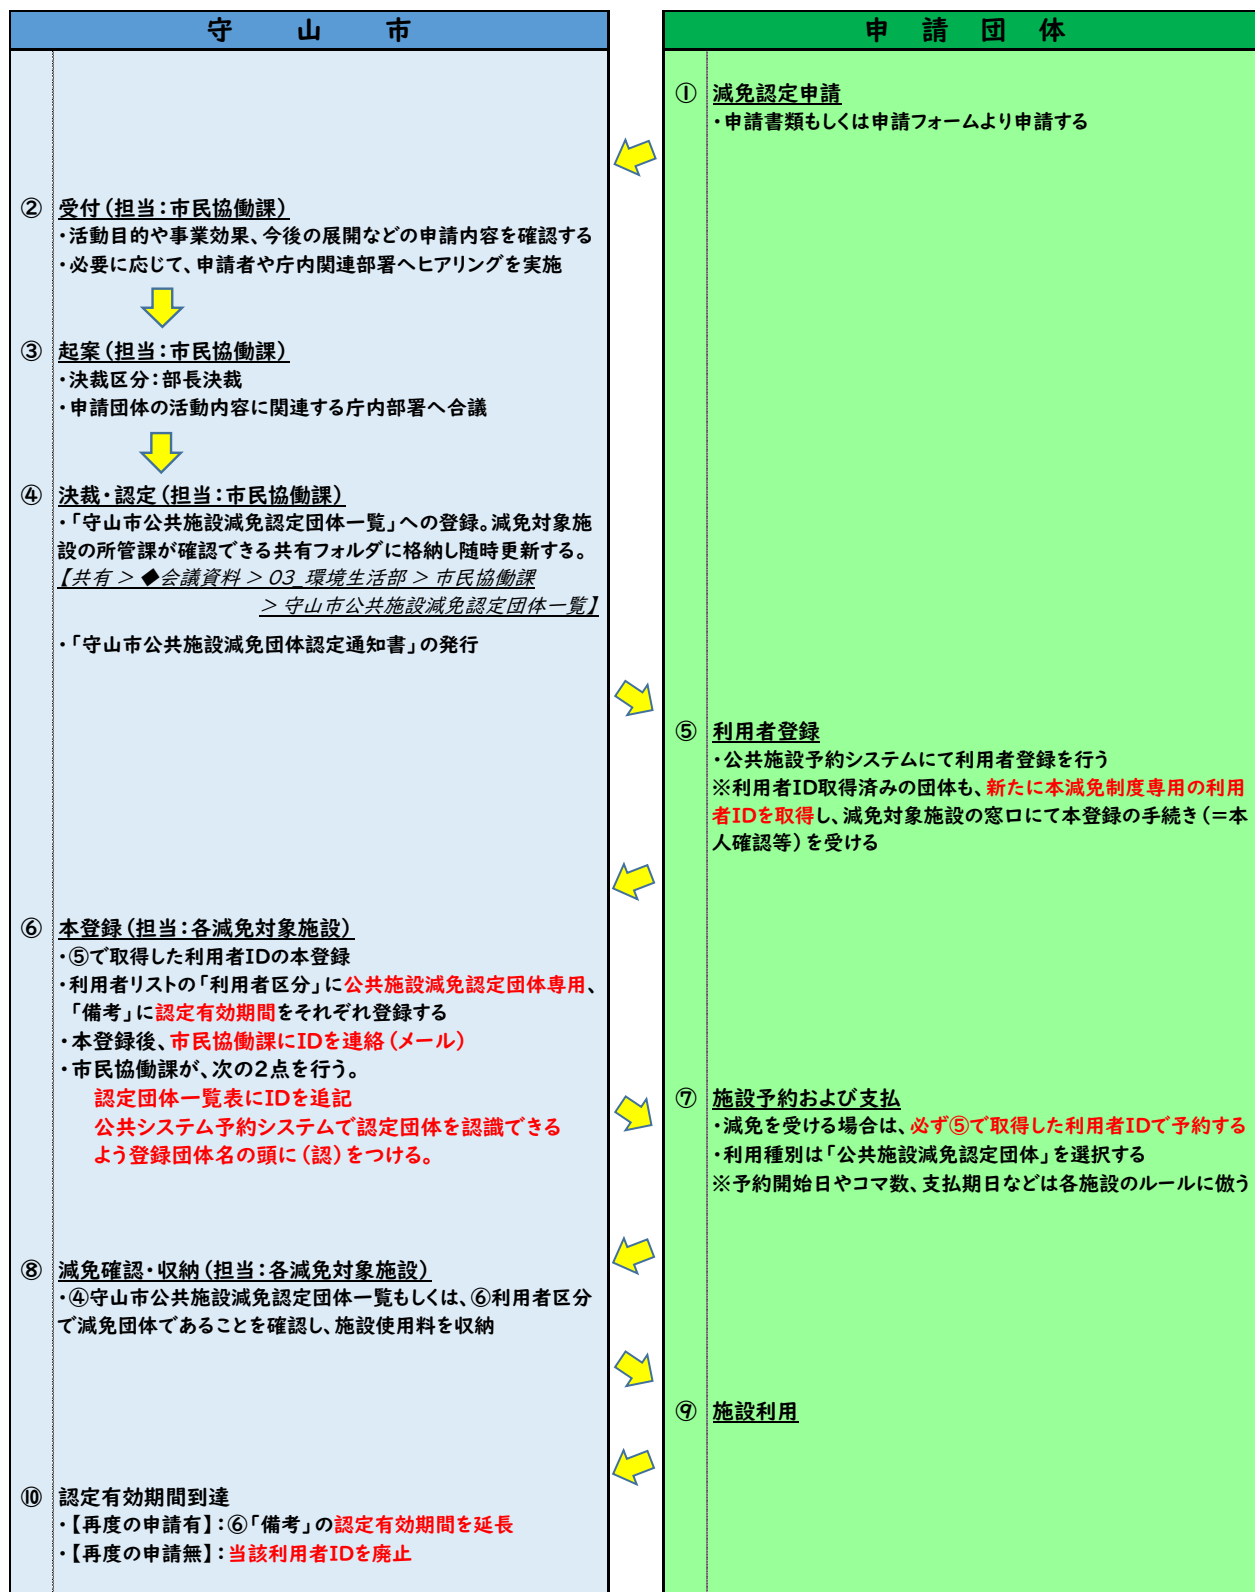 守山市
申請団体
① 減免認定申請
・申請書類もしくは申請フォームより申請する
② 受付（担当：市民協働課）
・活動目的や事業効果、今後の展開などの申請内容を確認する
・必要に応じて、申請者や庁内関連部署へヒアリングを実施
③ 起案（担当：市民協働課）
・決裁区分：部長決裁
・申請団体の活動内容に関連する庁内部署へ合議
④ 決裁・認定（担当：市民協働課）
・「守山市公共施設減免認定団体一覧」への登録。減免対象施
設の所管課が確認できる共有フォルダに格納し随時更新する。
【共有 > ◆会議資料 > 03_環境生活部 > 市民協働課
> 守山市公共施設減免認定団体一覧】
・「守山市公共施設減免団体認定通知書」の発行
⑤ 利用者登録
・公共施設予約システムにて利用者登録を行う
※利用者ID取得済みの団体も、新たに本減免制度専用の利用
者IDを取得し、減免対象施設の窓口にて本登録の手続き（＝本
人確認等）を受ける
⑥ 本登録（担当：各減免対象施設）
・⑤で取得した利用者IDの本登録
・利用者リストの「利用者区分」に公共施設減免認定団体専用、
「備考」に認定有効期間をそれぞれ登録する
・本登録後、市民協働課にIDを連絡（メール）
・市民協働課が、次の2点を行う。
認定団体一覧表にIDを追記
公共システム予約システムで認定団体を認識できる
よう登録団体名の頭に（認）をつける。
⑦ 施設予約および支払
・減免を受ける場合は、必ず⑤で取得した利用者IDで予約する
・利用種別は「公共施設減免認定団体」を選択する
※予約開始日やコマ数、支払期日などは各施設のルールに倣う
⑧ 減免確認・収納（担当：各減免対象施設）
・④守山市公共施設減免認定団体一覧もしくは、⑥利用者区分
で減免団体であることを確認し、施設使用料を収納
⑨ 施設利用
⑩ 認定有効期間到達
・【再度の申請有】：⑥「備考」の認定有効期間を延長
・【再度の申請無】：当該利用者IDを廃止